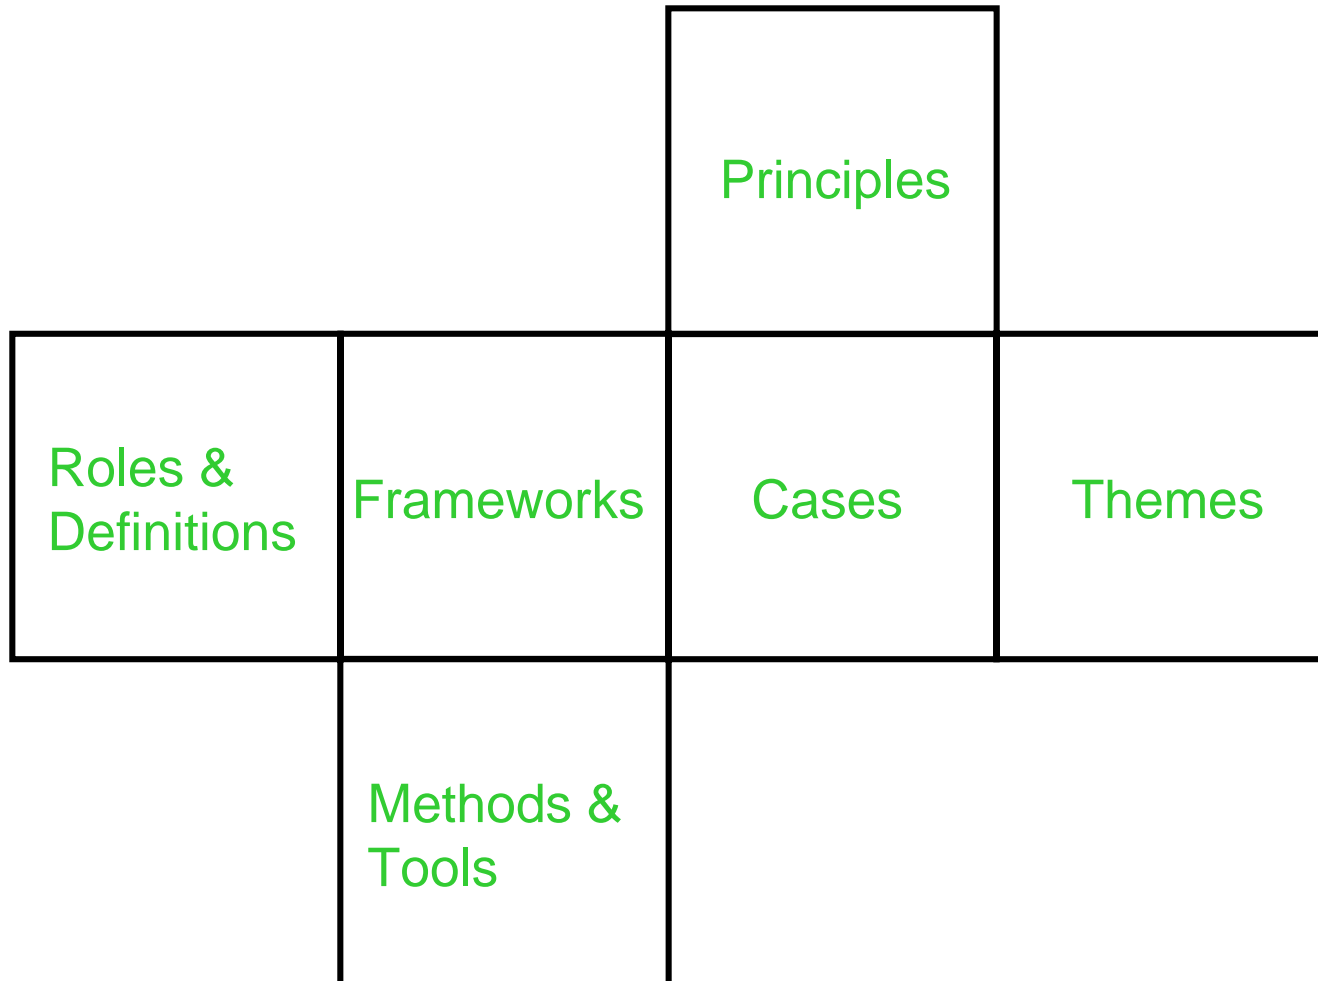 Principles
Roles &
Definitions
Frameworks
Cases
Themes
Methods &
Tools